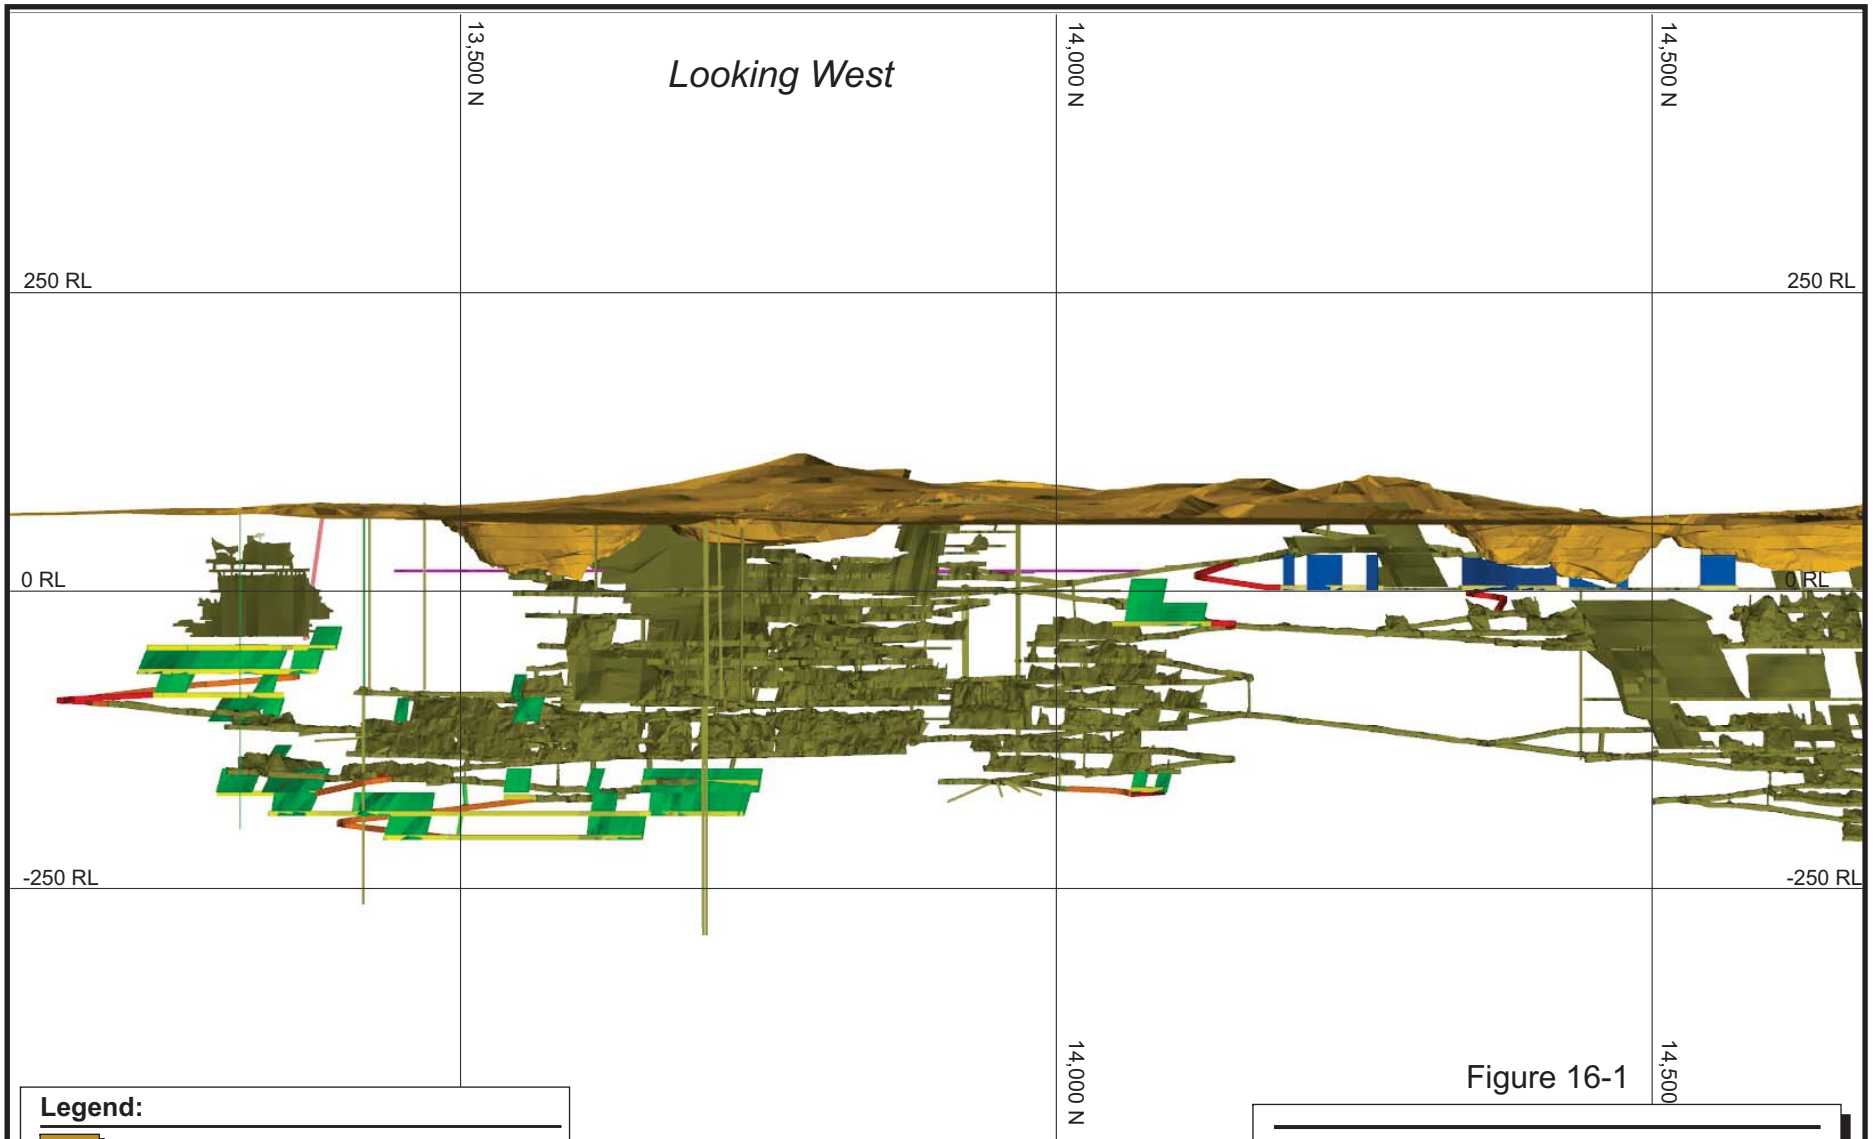 13,500 N
14,000 N
14,500 N
Looking West
250 RL
250 RL
0 RL
0 RL
-250 RL
-250 RL
14,000 N
14,500
Figure 16-1
Legend: